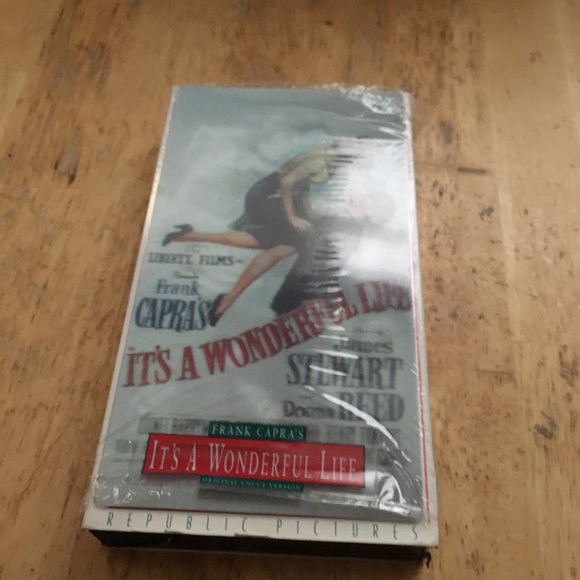 LIBERTY FILMS
Frank
CAPRA'S
IT'S A WONDERFUL LIFE
James
STEWART
Donna REED
FRANK CAPRA'S
IT'S A WONDERFUL LIFE
ORIGINAL UNCUT VERSION
REPUBLIC PICTURES